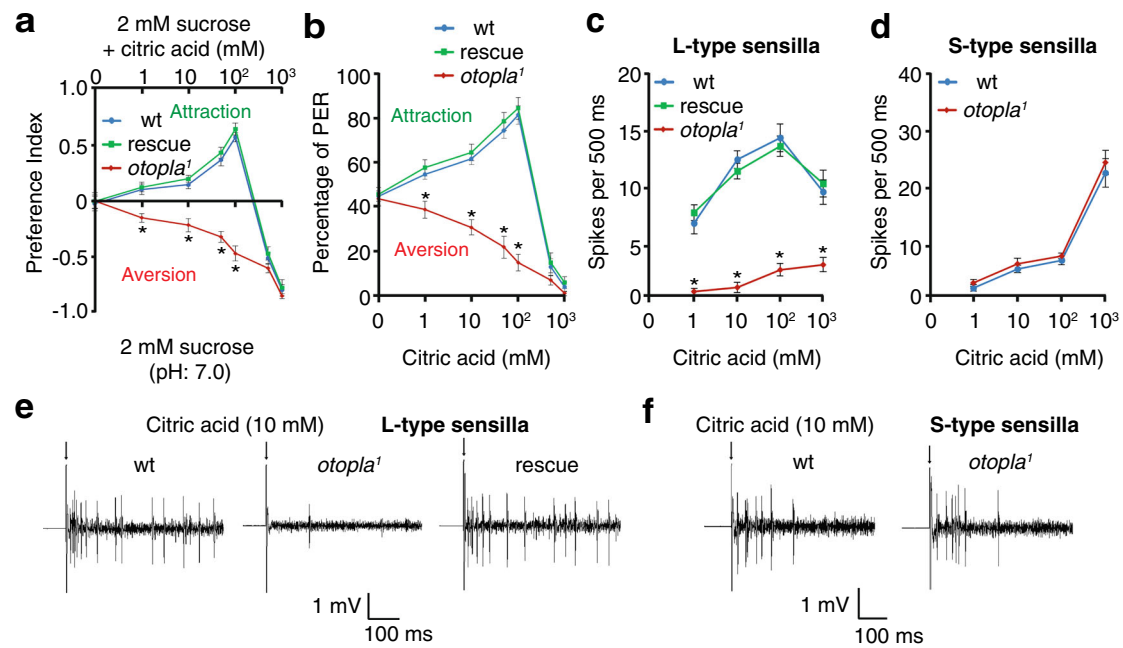 a
2 mM sucrose
+ citric acid (mM)
0 1 10 10² 10³
1.0
0.5
0
-0.5
-1.0
Preference Index
Attraction
wt
rescue
otopla¹
Aversion
* * * *
2 mM sucrose
(pH: 7.0)
b
wt
rescue
otopla¹
100
80
60
40
20
0
Percentage of PER
Attraction
Aversion
* * * *
0 1 10 10² 10³
Citric acid (mM)
c
L-type sensilla
20
15
10
5
0
Spikes per 500 ms
wt
rescue
otopla¹
* * * *
0 1 10 10² 10³
Citric acid (mM)
d
S-type sensilla
40
30
20
10
0
Spikes per 500 ms
wt
otopla¹
0 1 10 10² 10³
Citric acid (mM)
e
Citric acid (10 mM) L-type sensilla
wt otopla¹ rescue
1 mV
100 ms
f
Citric acid (10 mM) S-type sensilla
wt otopla¹
1 mV
100 ms